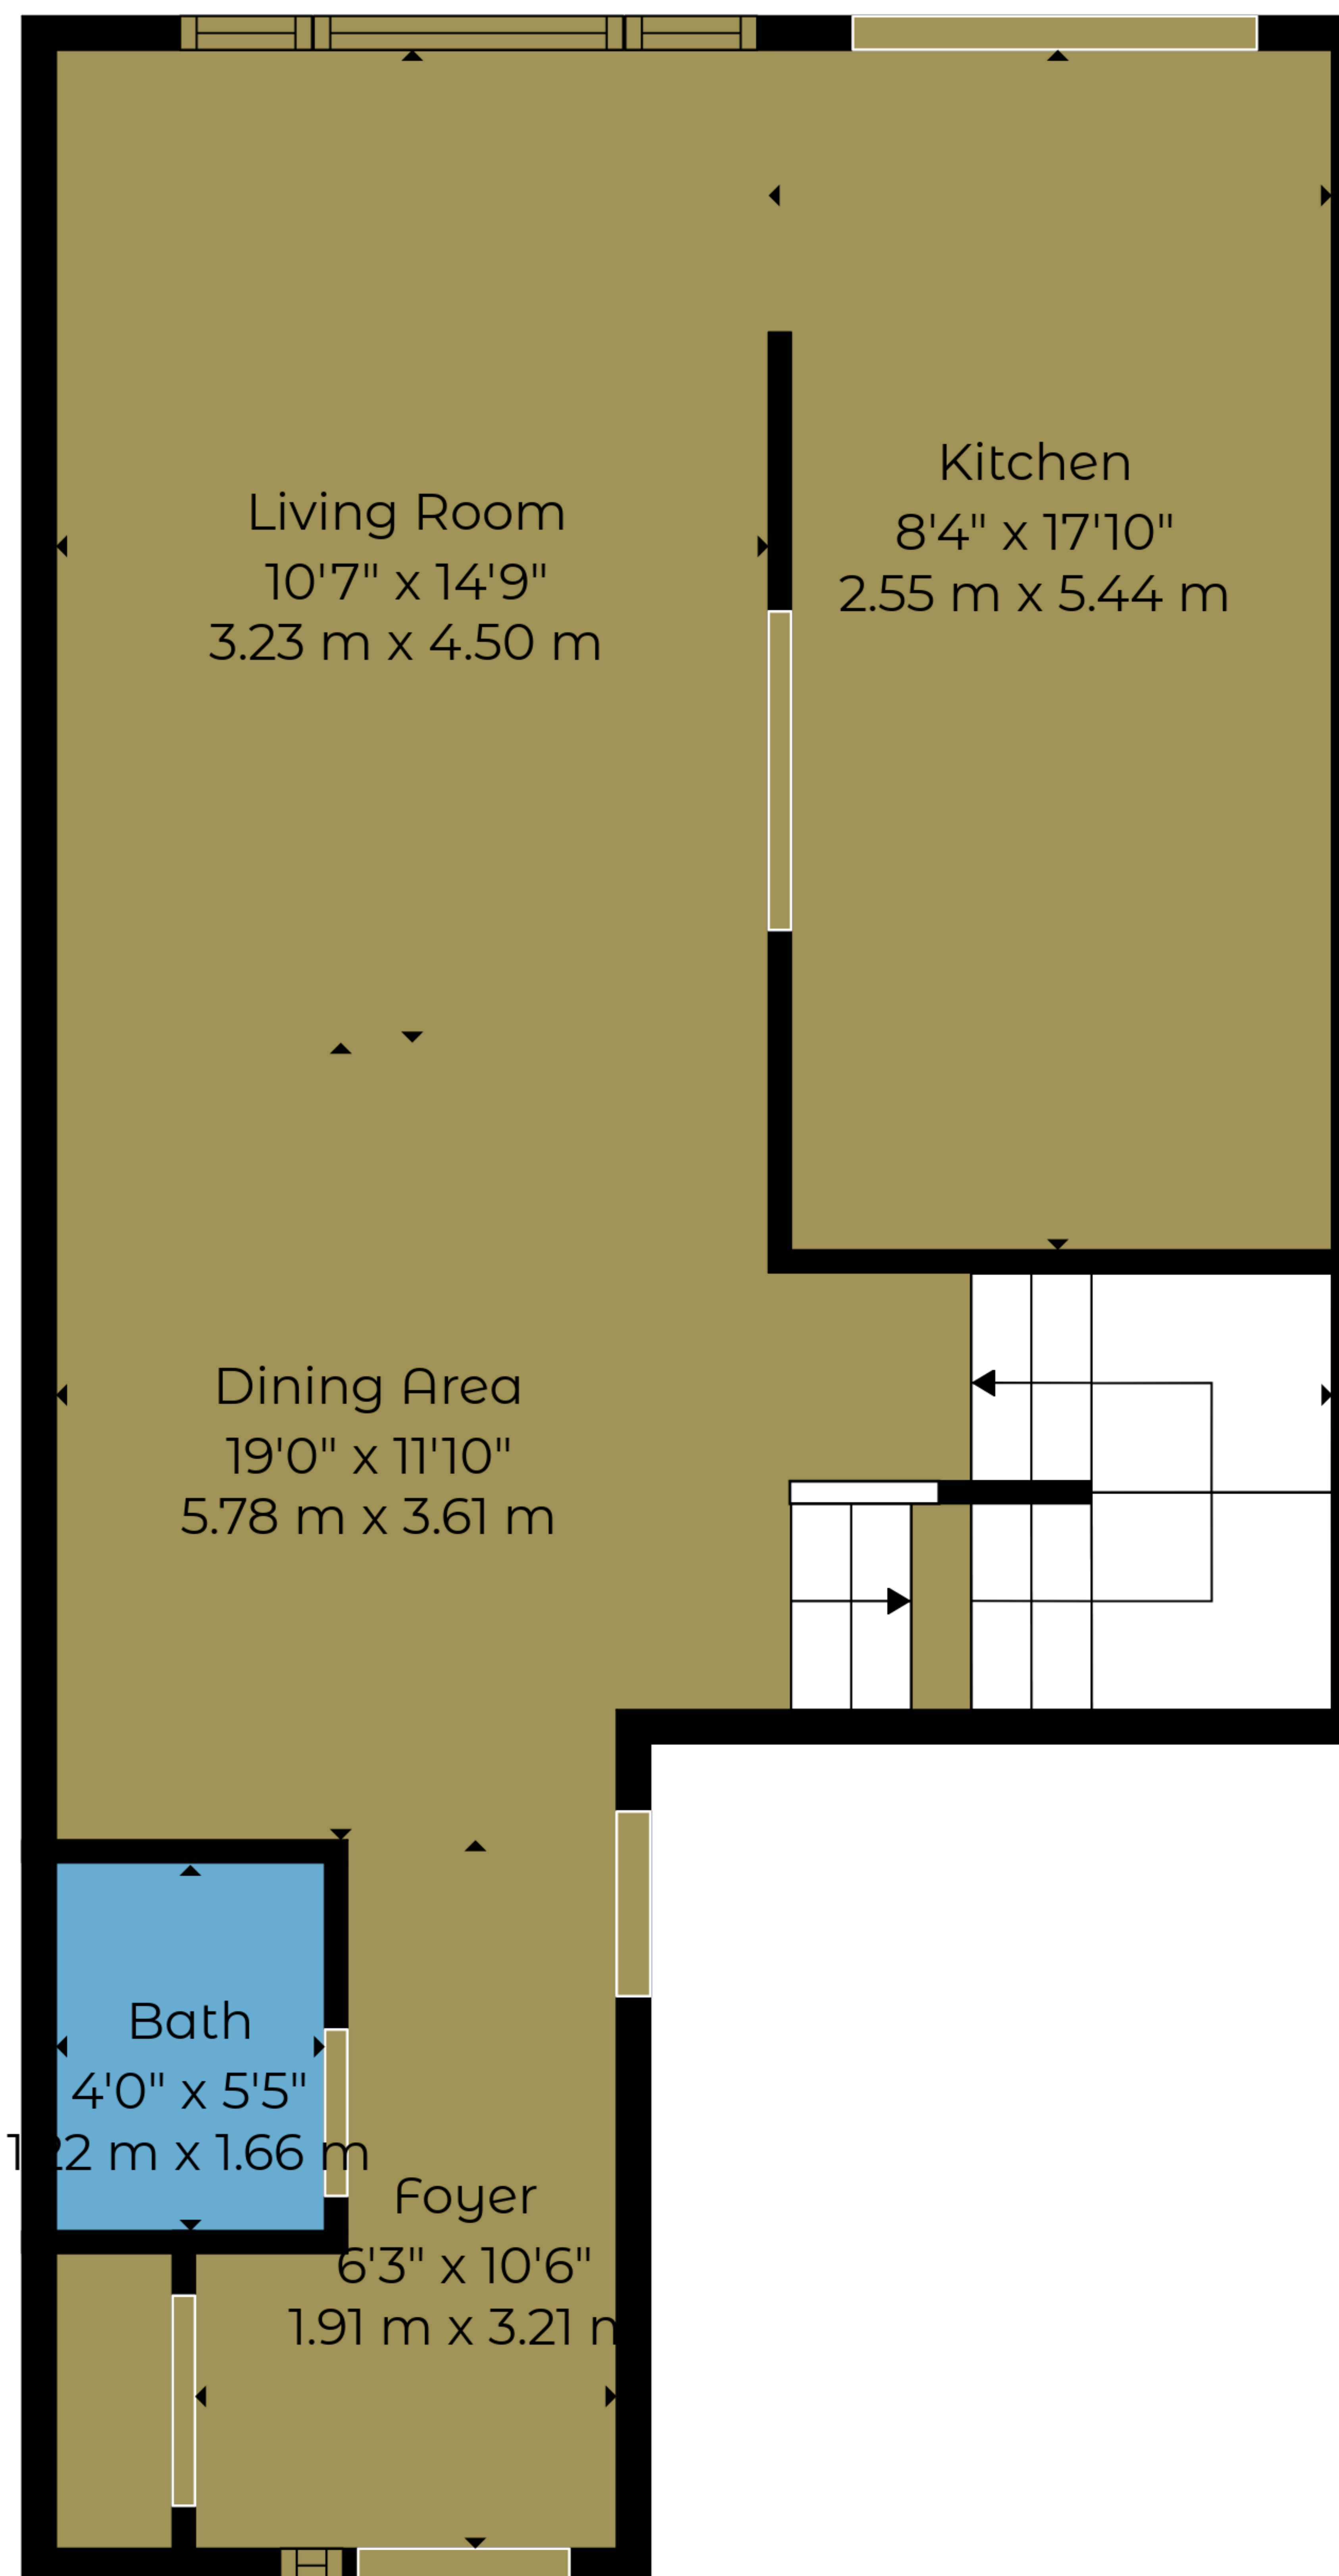 Kitchen
8'4" x 17'10"
2.55 m x 5.44 m
Living Room
10'7" x 14'9"
3.23 m x 4.50 m
Dining Area
19'0" x 11'10"
5.78 m x 3.61 m
Bath
4'0" x 5'5"
1.22 m x 1.66 m
Foyer
6'3" x 10'6"
1.91 m x 3.21 m